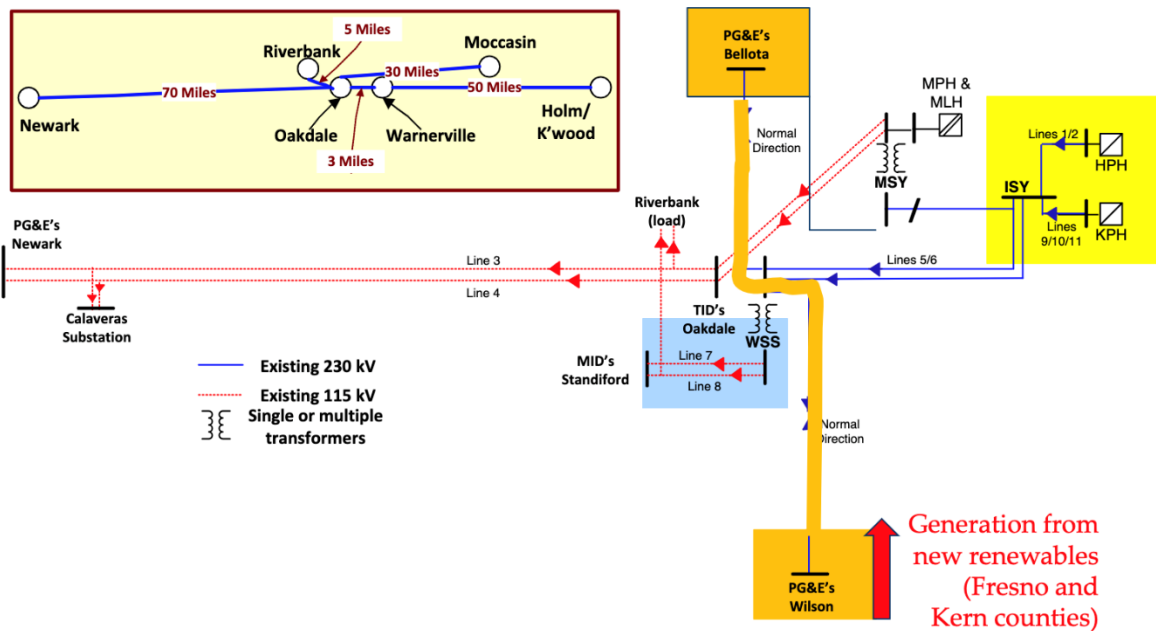 5 Miles
Riverbank
Moccasin
30 Miles
70 Miles
50 Miles
Newark
Oakdale
Warnerville
Holm/
K'wood
3 Miles
PG&E's
Bellota
Normal
Direction
MPH &
MLH
MSY
Lines 1/2
HPH
ISY
Lines
9/10/11
KPH
Riverbank
(load)
PG&E's
Newark
Line 3
Line 4
Lines 5/6
Calaveras
Substation
TID's
Oakdale
WSS
MID's
Standiford
Line 7
Line 8
Existing 230 kV
Existing 115 kV
Single or multiple
transformers
Normal
Direction
PG&E's
Wilson
Generation from
new renewables
(Fresno and
Kern counties)